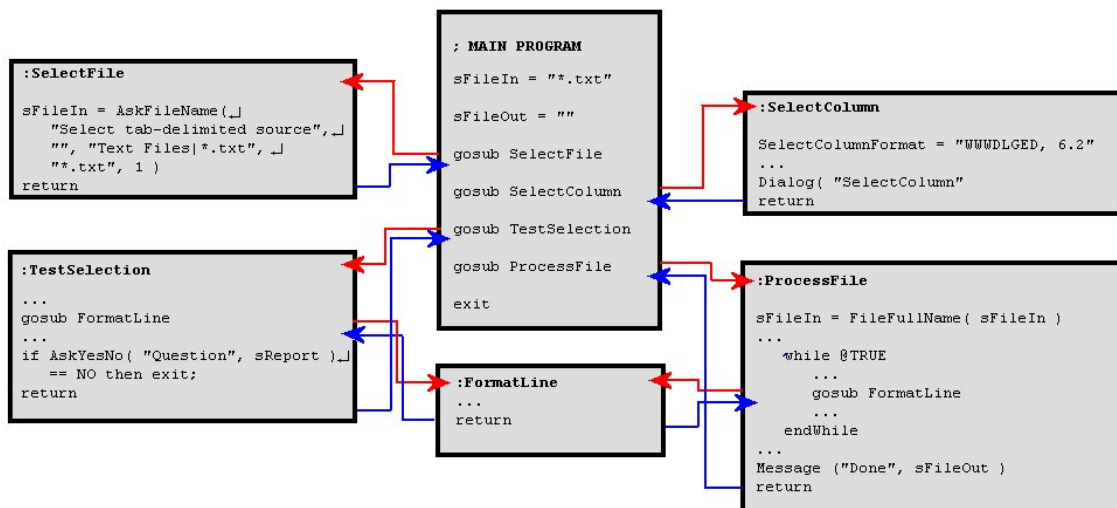 ; MAIN PROGRAM
sFileIn = "*.txt"
sFileOut = ""
gosub SelectFile
gosub SelectColumn
gosub TestSelection
gosub ProcessFile
exit
:SelectFile
sFileIn = AskFileName(↵
"Select tab-delimited source",↵
"", "Text Files|*.txt", ↵
"*.txt", 1 )
return
:SelectColumn
SelectColumnFormat = "WWWDLGED, 6.2"
...
Dialog( "SelectColumn"
return
:TestSelection
...
gosub FormatLine
...
if AskYesNo( "Question", sReport )↵
== NO then exit;
return
:FormatLine
...
return
:ProcessFile
sFileIn = FileFullName( sFileIn )
...
while @TRUE
...
gosub FormatLine
...
endWhile
...
Message ("Done", sFileOut )
return